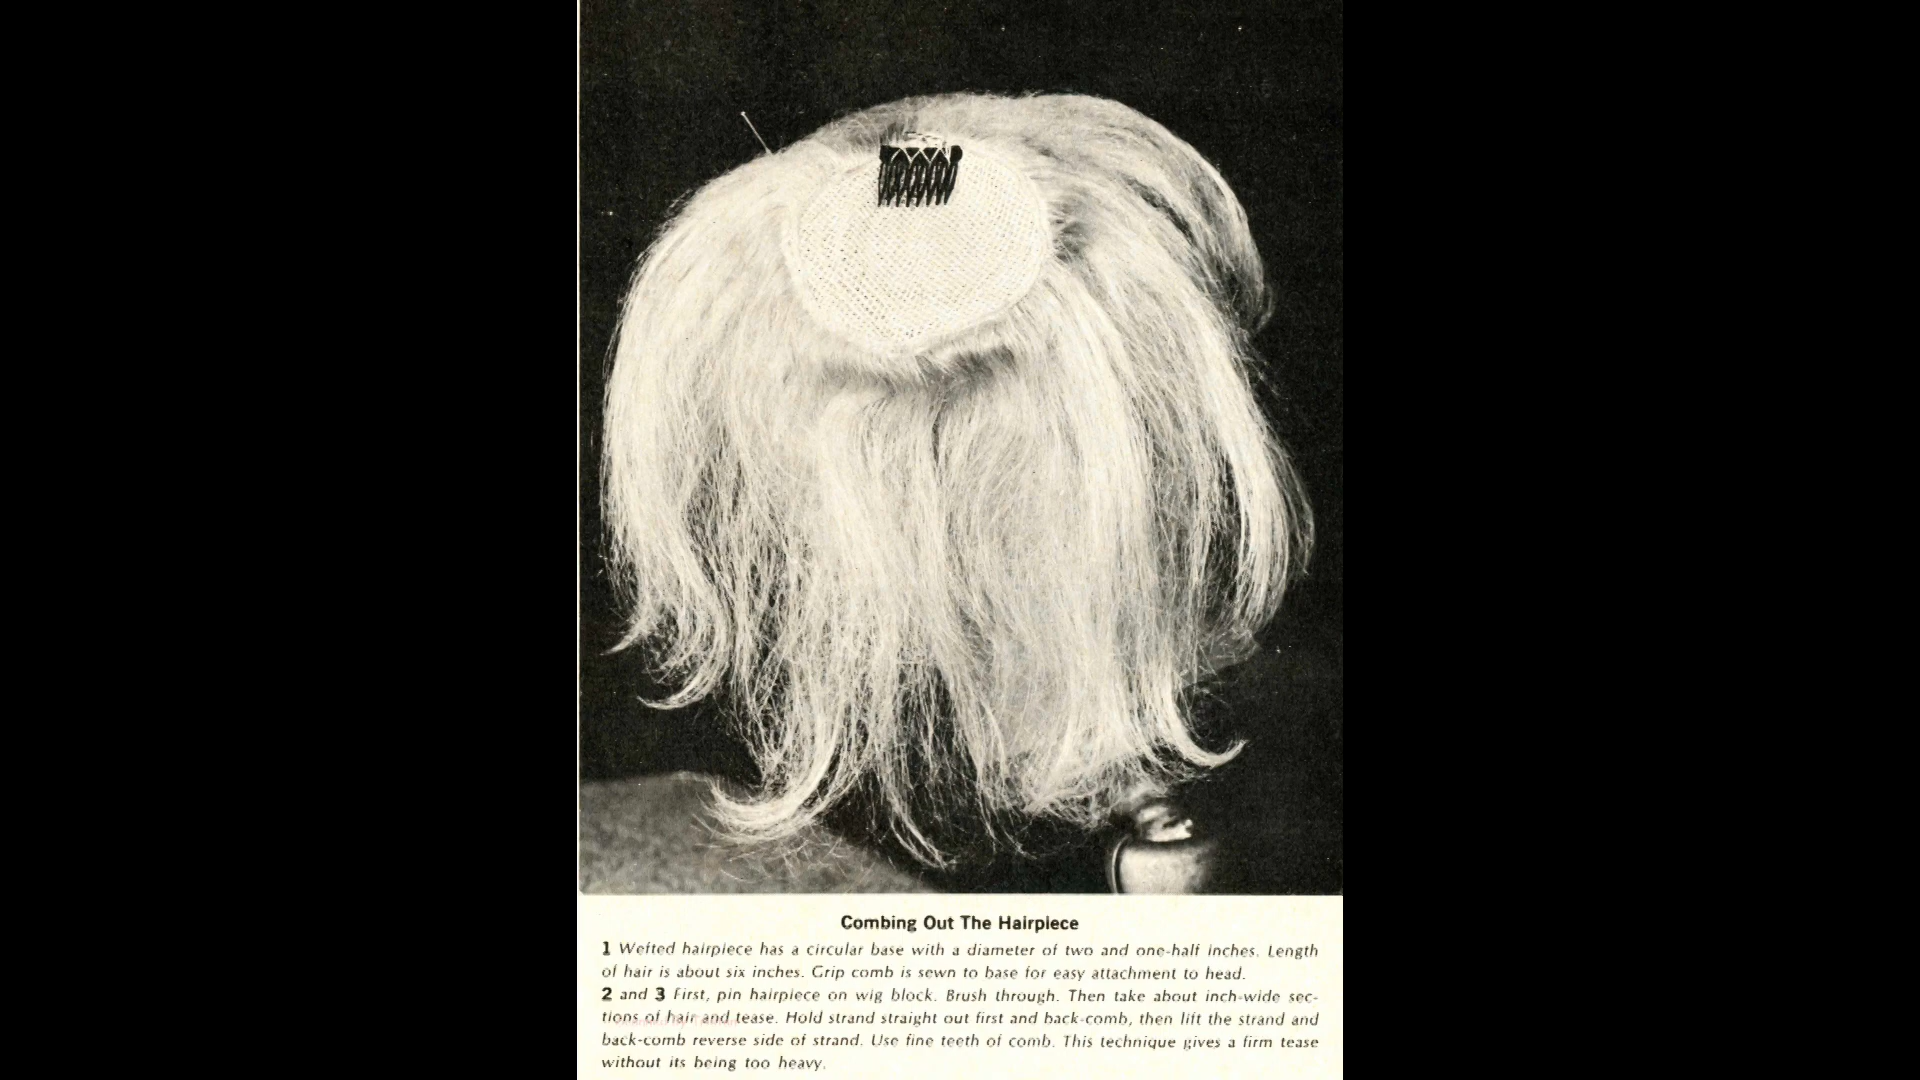 Combing Out The Hairpiece
1 Wefted hairpiece has a circular base with a diameter of two and one-half inches. Length
of hair is about six inches. Grip comb is sewn to base for easy attachment to head.
2 and 3 First, pin hairpiece on wig block. Brush through. Then take about inch-wide sec-
tions of hair and tease. Hold strand straight out first and back-comb, then lift the strand and
back-comb reverse side of strand. Use fine teeth of comb. This technique gives a firm tease
without its being too heavy.